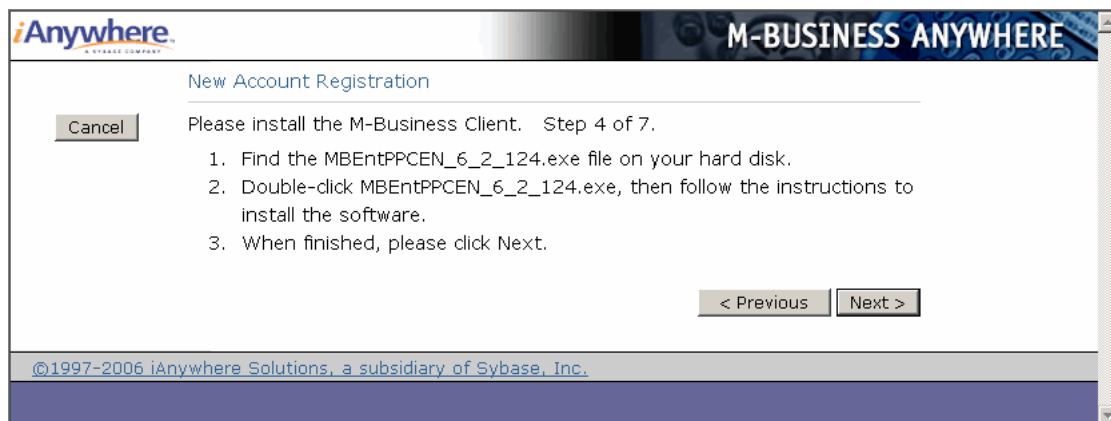 iAnywhere.
A SYBASE COMPANY
M-BUSINESS ANYWHERE
New Account Registration
Cancel
Please install the M-Business Client. Step 4 of 7.
1. Find the MBEntPPCEN_6_2_124.exe file on your hard disk.
2. Double-click MBEntPPCEN_6_2_124.exe, then follow the instructions to
install the software.
3. When finished, please click Next.
< Previous
Next >
©1997-2006 iAnywhere Solutions, a subsidiary of Sybase, Inc.